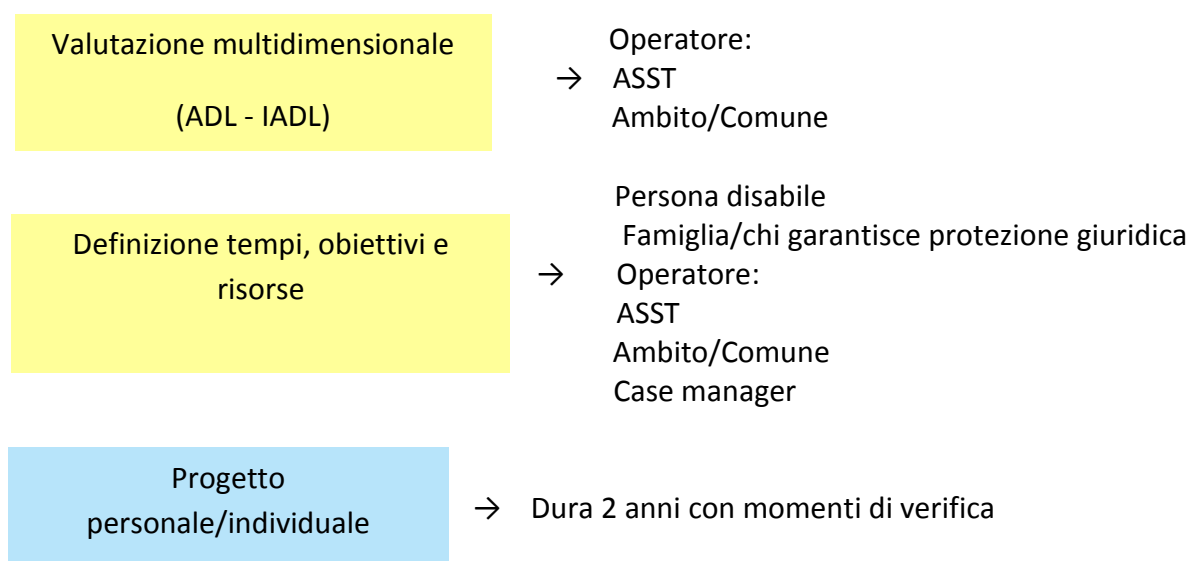 Valutazione multidimensionale
(ADL - IADL)
→
Operatore:
ASST
Ambito/Comune
Definizione tempi, obiettivi e
risorse
→
Persona disabile
Famiglia/chi garantisce protezione giuridica
Operatore:
ASST
Ambito/Comune
Case manager
Progetto
personale/individuale
→
Dura 2 anni con momenti di verifica